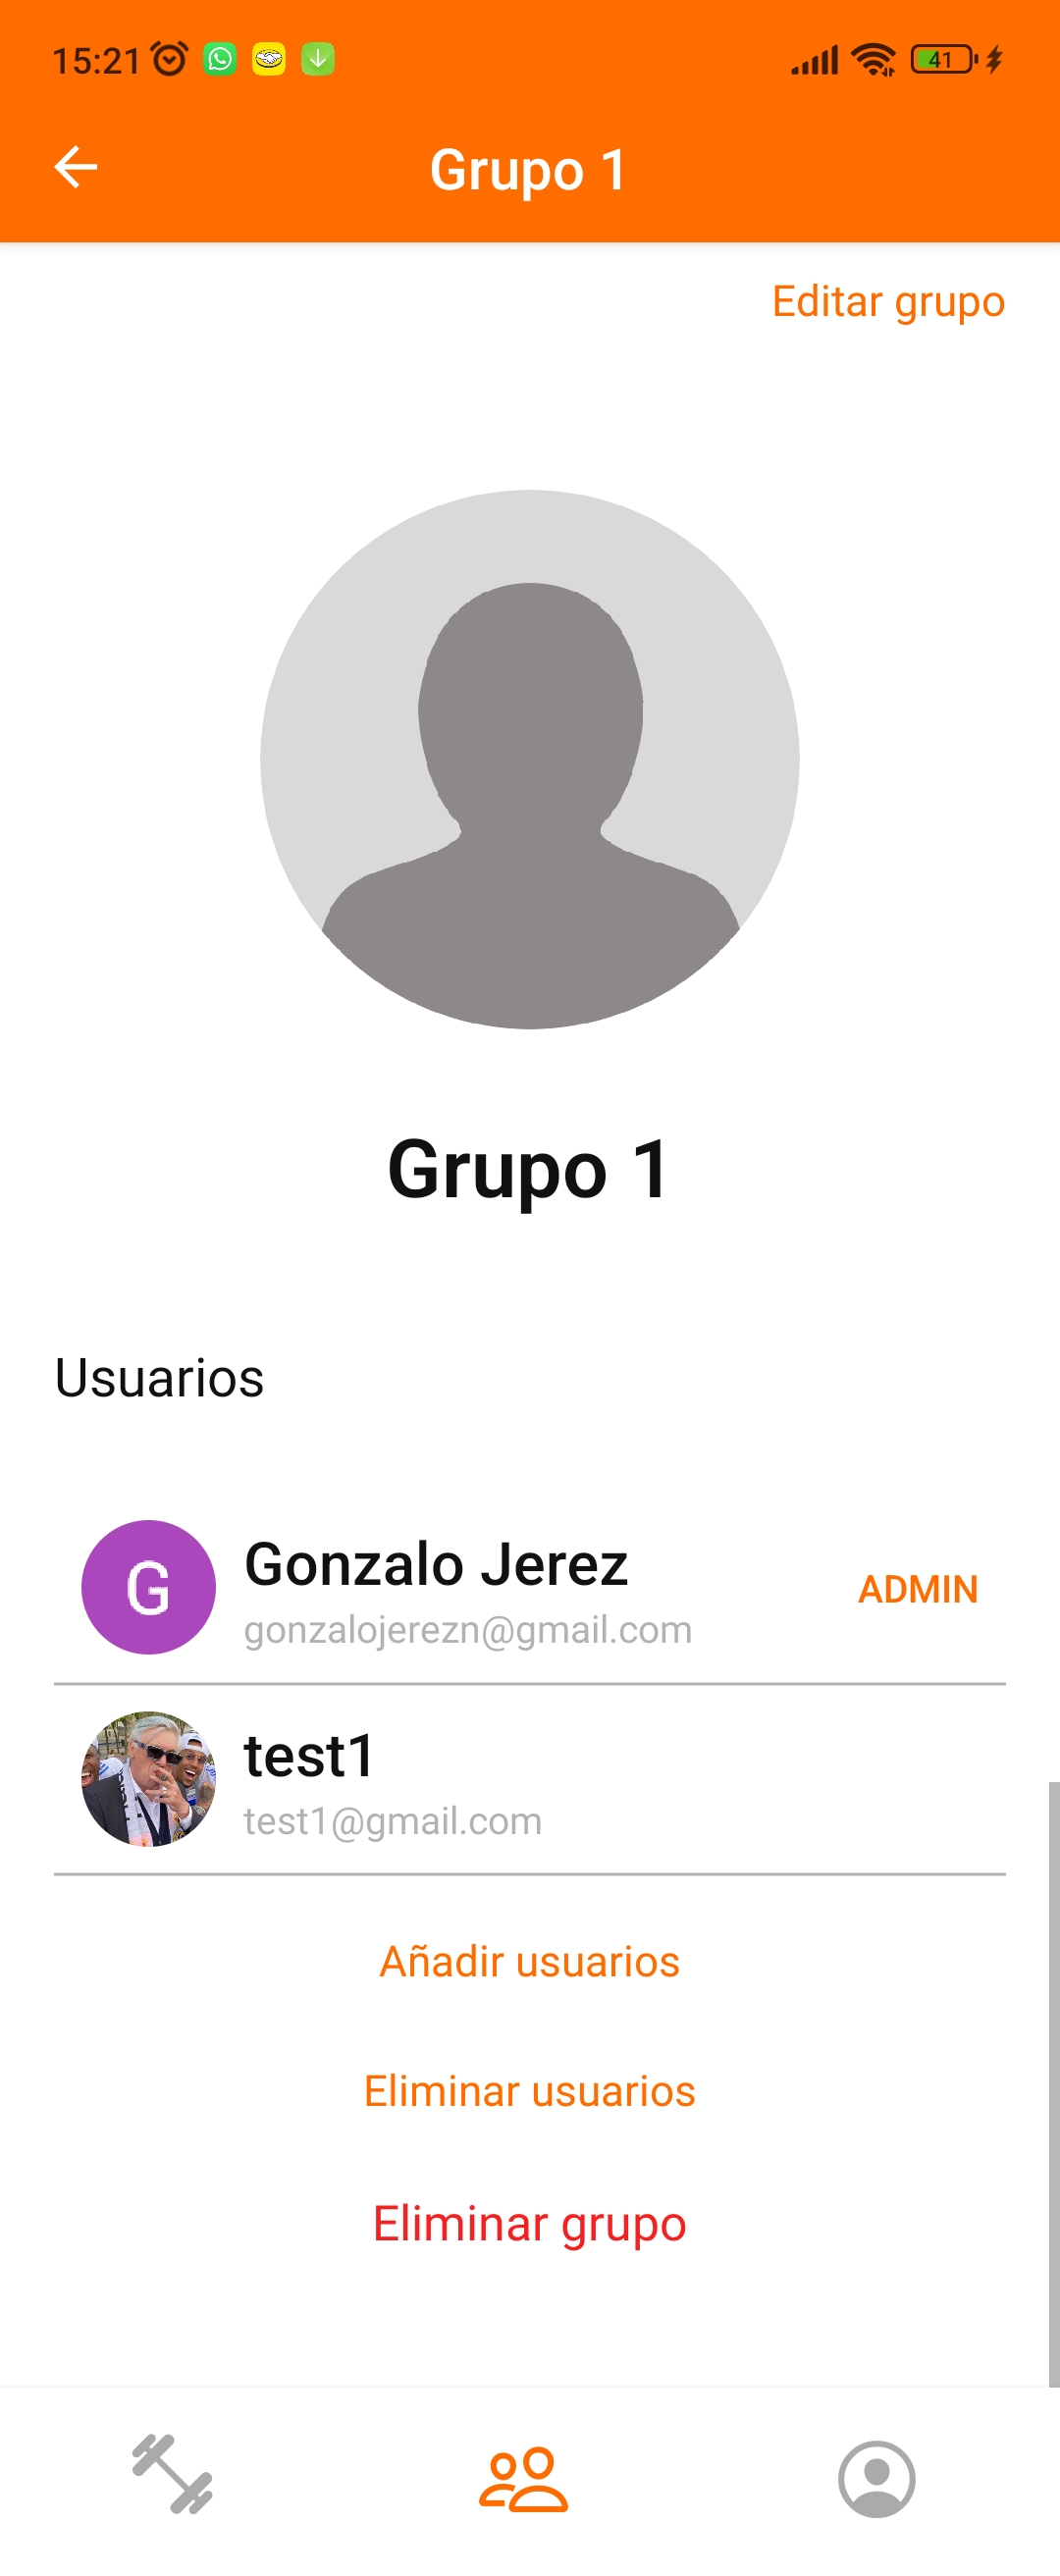 15:21
41
Grupo 1
Editar grupo
Grupo 1
Usuarios
G
Gonzalo Jerez
gonzalojerezn@gmail.com
ADMIN
test1
test1@gmail.com
Añadir usuarios
Eliminar usuarios
Eliminar grupo